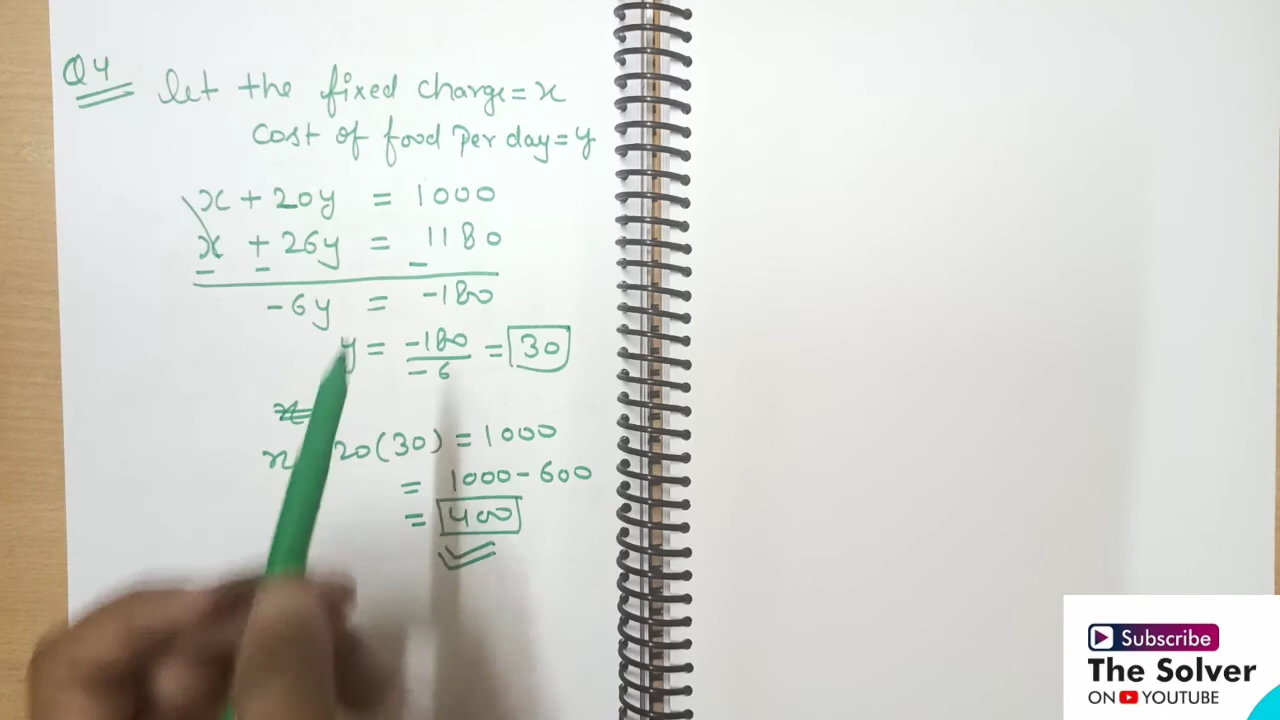 Q4
let the fixed charge = x
cost of food per day = y
x + 20y = 1000
x + 26y = 1180
- - -
-6y = -180
y = -180/-6 = 30
x
x 20(30) = 1000
= 1000 - 600
= 400
Subscribe
The Solver
ON YOUTUBE